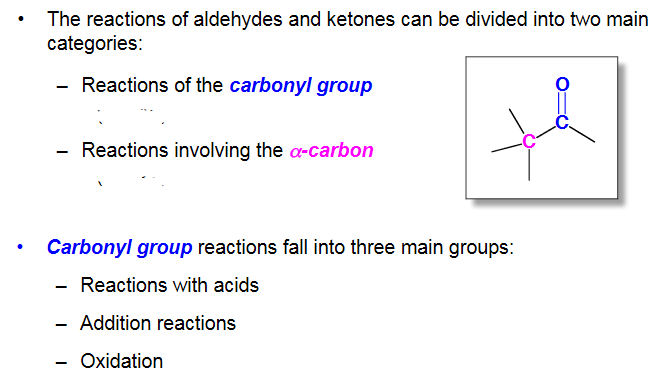 • The reactions of aldehydes and ketones can be divided into two main
categories:
– Reactions of the carbonyl group
– Reactions involving the α-carbon
O
C
C
• Carbonyl group reactions fall into three main groups:
– Reactions with acids
– Addition reactions
– Oxidation